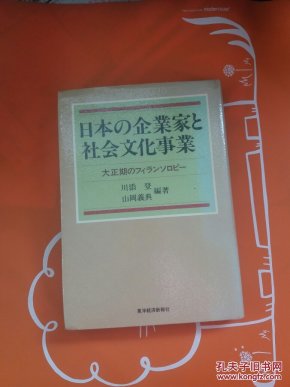 日本の企業家と
社会文化事業
大正期のフィランソロピー
川添 登
山岡義典
編著
東洋経済新報社
孔夫子旧书网